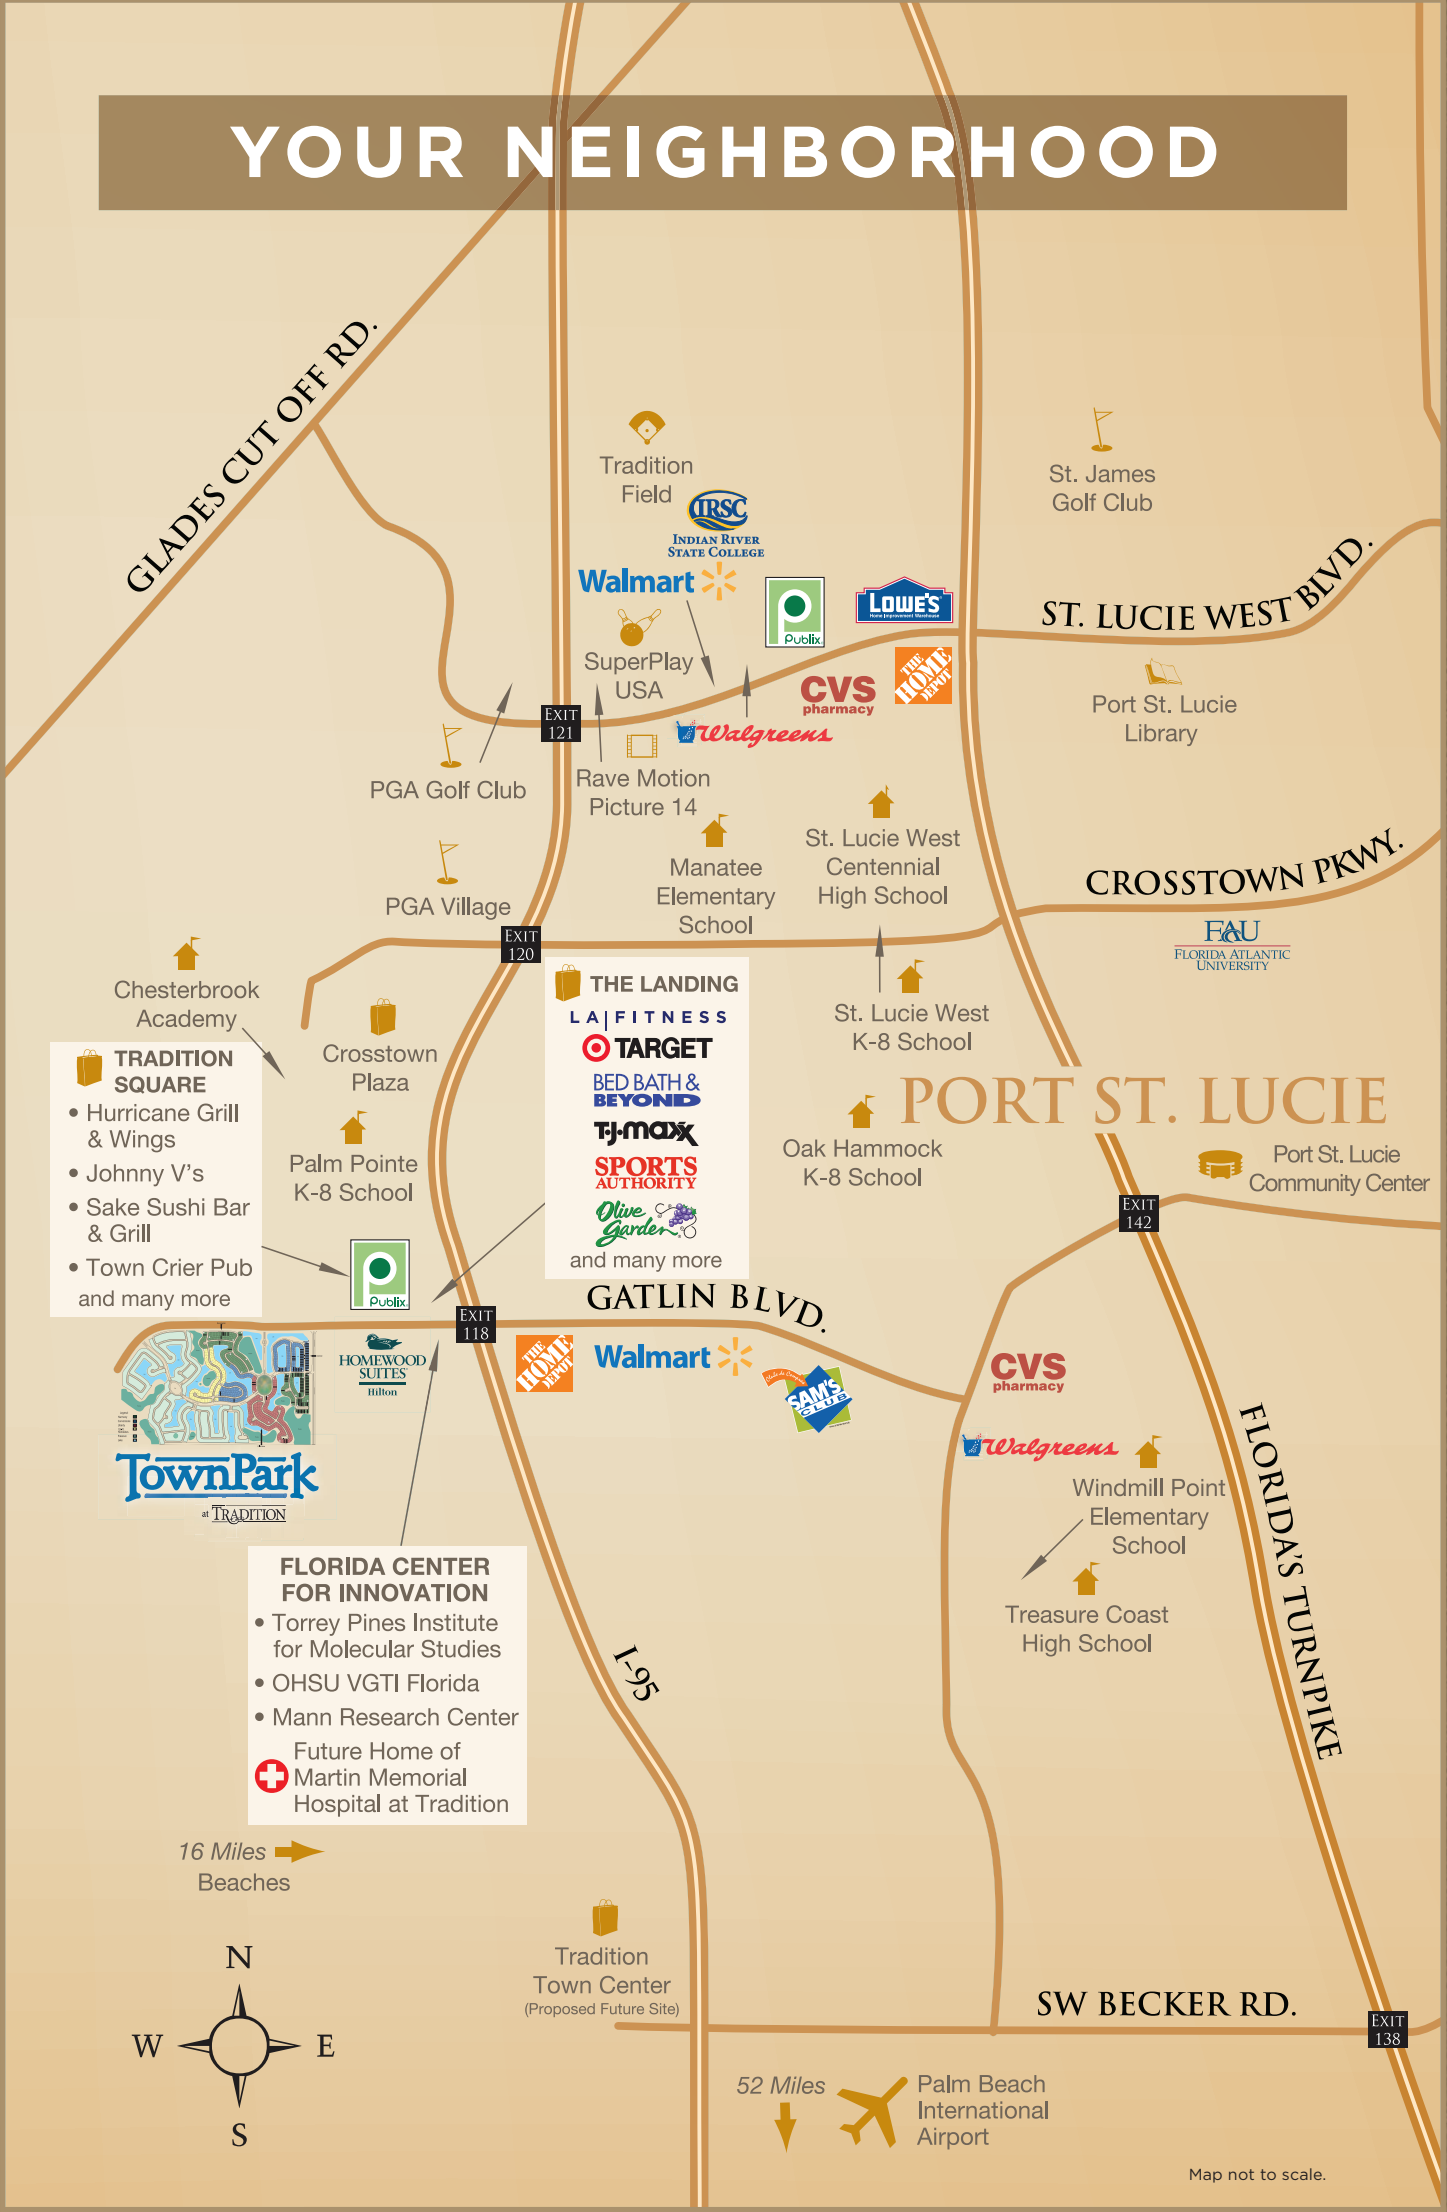 YOUR NEIGHBORHOOD
GLADES CUT OFF RD.
Tradition
Field
IRSC
INDIAN RIVER
STATE COLLEGE
St. James
Golf Club
Walmart
Publix
LOWE'S
Home Improvement Warehouse
ST. LUCIE WEST BLVD.
SuperPlay
USA
CVS
pharmacy
THE
HOME
DEPOT
Port St. Lucie
Library
EXIT
121
Walgreens
PGA Golf Club
Rave Motion
Picture 14
Manatee
Elementary
School
St. Lucie West
Centennial
High School
CROSSTOWN PKWY.
PGA Village
EXIT
120
FAU
FLORIDA ATLANTIC
UNIVERSITY
Chesterbrook
Academy
Crosstown
Plaza
THE LANDING
LA FITNESS
TARGET
BED BATH &
BEYOND
T·J·maxx
SPORTS
AUTHORITY
Olive
Garden
and many more
St. Lucie West
K-8 School
TRADITION
SQUARE
• Hurricane Grill
& Wings
• Johnny V's
• Sake Sushi Bar
& Grill
• Town Crier Pub
and many more
Palm Pointe
K-8 School
PORT ST. LUCIE
Oak Hammock
K-8 School
Port St. Lucie
Community Center
EXIT
142
Publix
GATLIN BLVD.
EXIT
118
HOMEWOOD
SUITES
Hilton
THE
HOME
DEPOT
Walmart
SAM'S
CLUB
CVS
pharmacy
TownPark
at TRADITION
Walgreens
Windmill Point
Elementary
School
Treasure Coast
High School
FLORIDA'S TURNPIKE
FLORIDA CENTER
FOR INNOVATION
• Torrey Pines Institute
for Molecular Studies
• OHSU VGTI Florida
• Mann Research Center
Future Home of
Martin Memorial
Hospital at Tradition
I-95
16 Miles
Beaches
Tradition
Town Center
(Proposed Future Site)
N
W
E
S
SW BECKER RD.
EXIT
138
52 Miles
Palm Beach
International
Airport
Map not to scale.